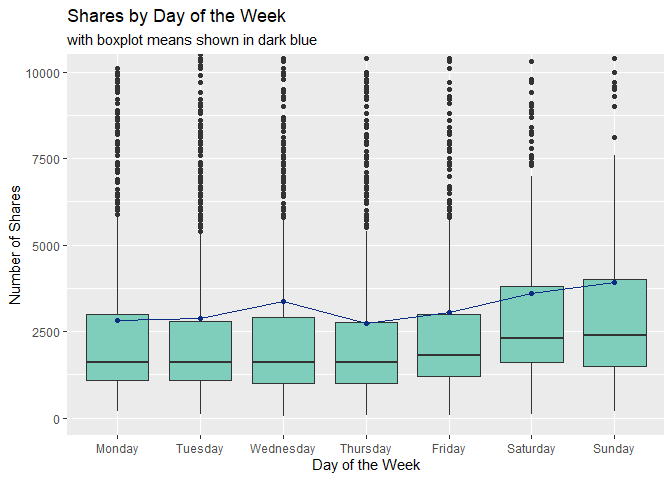 Shares by Day of the Week
with boxplot means shown in dark blue
10000
7500
5000
2500
0
Number of Shares
Monday Tuesday Wednesday Thursday Friday Saturday Sunday
Day of the Week